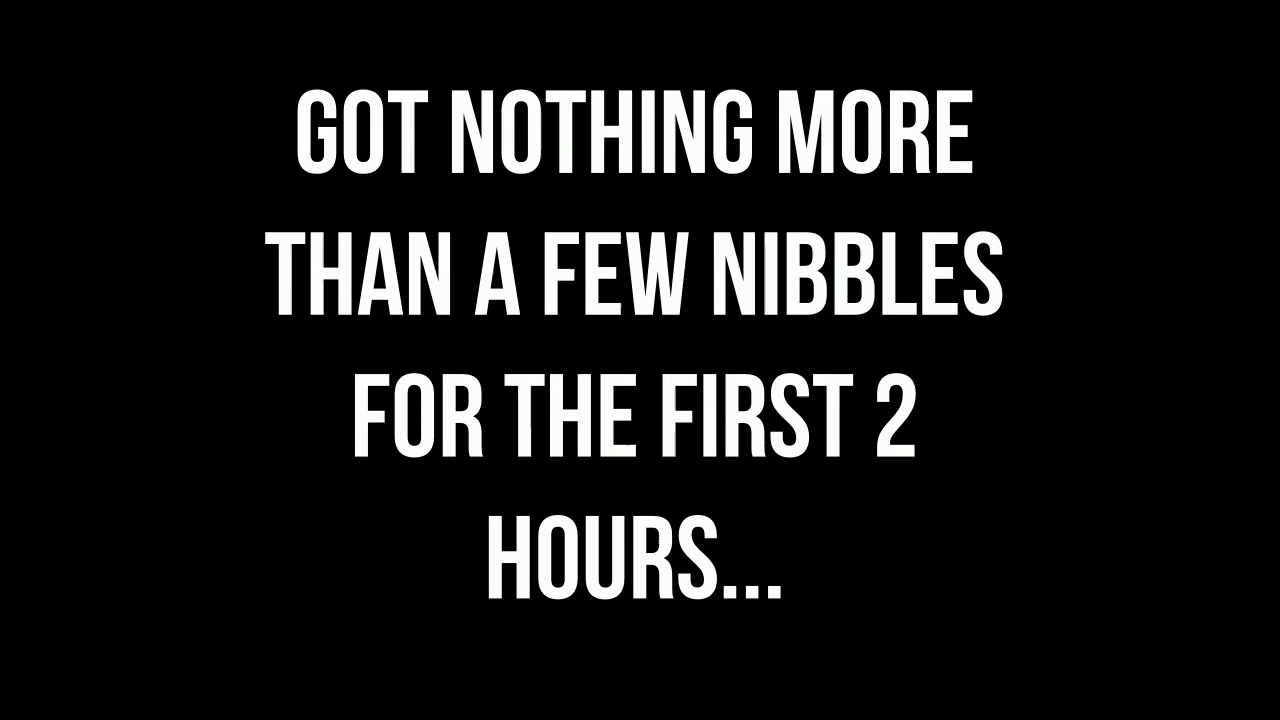 GOT NOTHING MORE
THAN A FEW NIBBLES
FOR THE FIRST 2
HOURS...